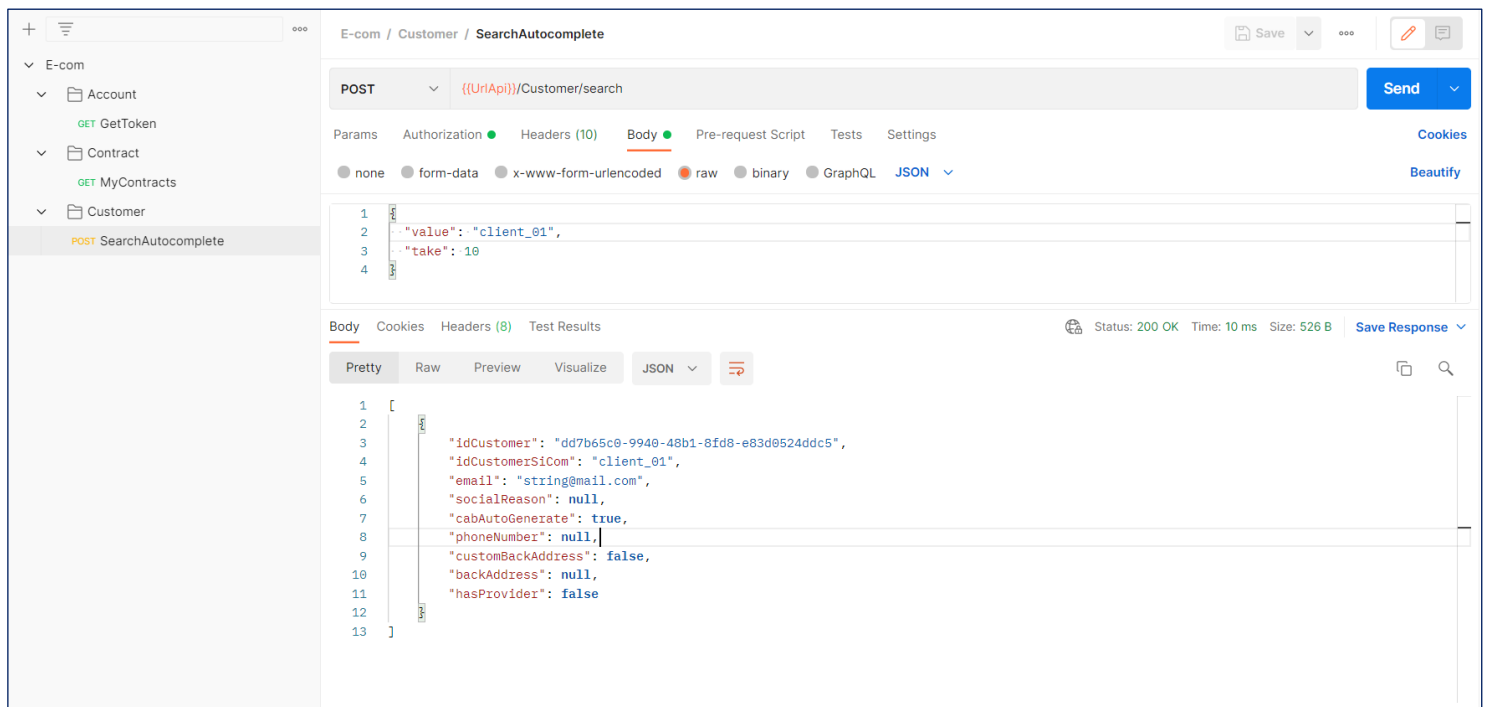 E-com / Customer / SearchAutocomplete
Save
E-com
Account
GET GetToken
Contract
GET MyContracts
Customer
POST SearchAutocomplete
POST {{UrlApi}}/Customer/search Send
Params Authorization Headers (10) Body Pre-request Script Tests Settings Cookies
none form-data x-www-form-urlencoded raw binary GraphQL JSON Beautify
1 {
2 "value": "client_01",
3 "take": 10
4 }
Body Cookies Headers (8) Test Results Status: 200 OK Time: 10 ms Size: 526 B Save Response
Pretty Raw Preview Visualize JSON
1 [
2 {
3 "idCustomer": "dd7b65c0-9940-48b1-8fd8-e83d0524ddc5",
4 "idCustomerSiCom": "client_01",
5 "email": "string@mail.com",
6 "socialReason": null,
7 "cabAutoGenerate": true,
8 "phoneNumber": null,
9 "customBackAddress": false,
10 "backAddress": null,
11 "hasProvider": false
12 }
13 ]